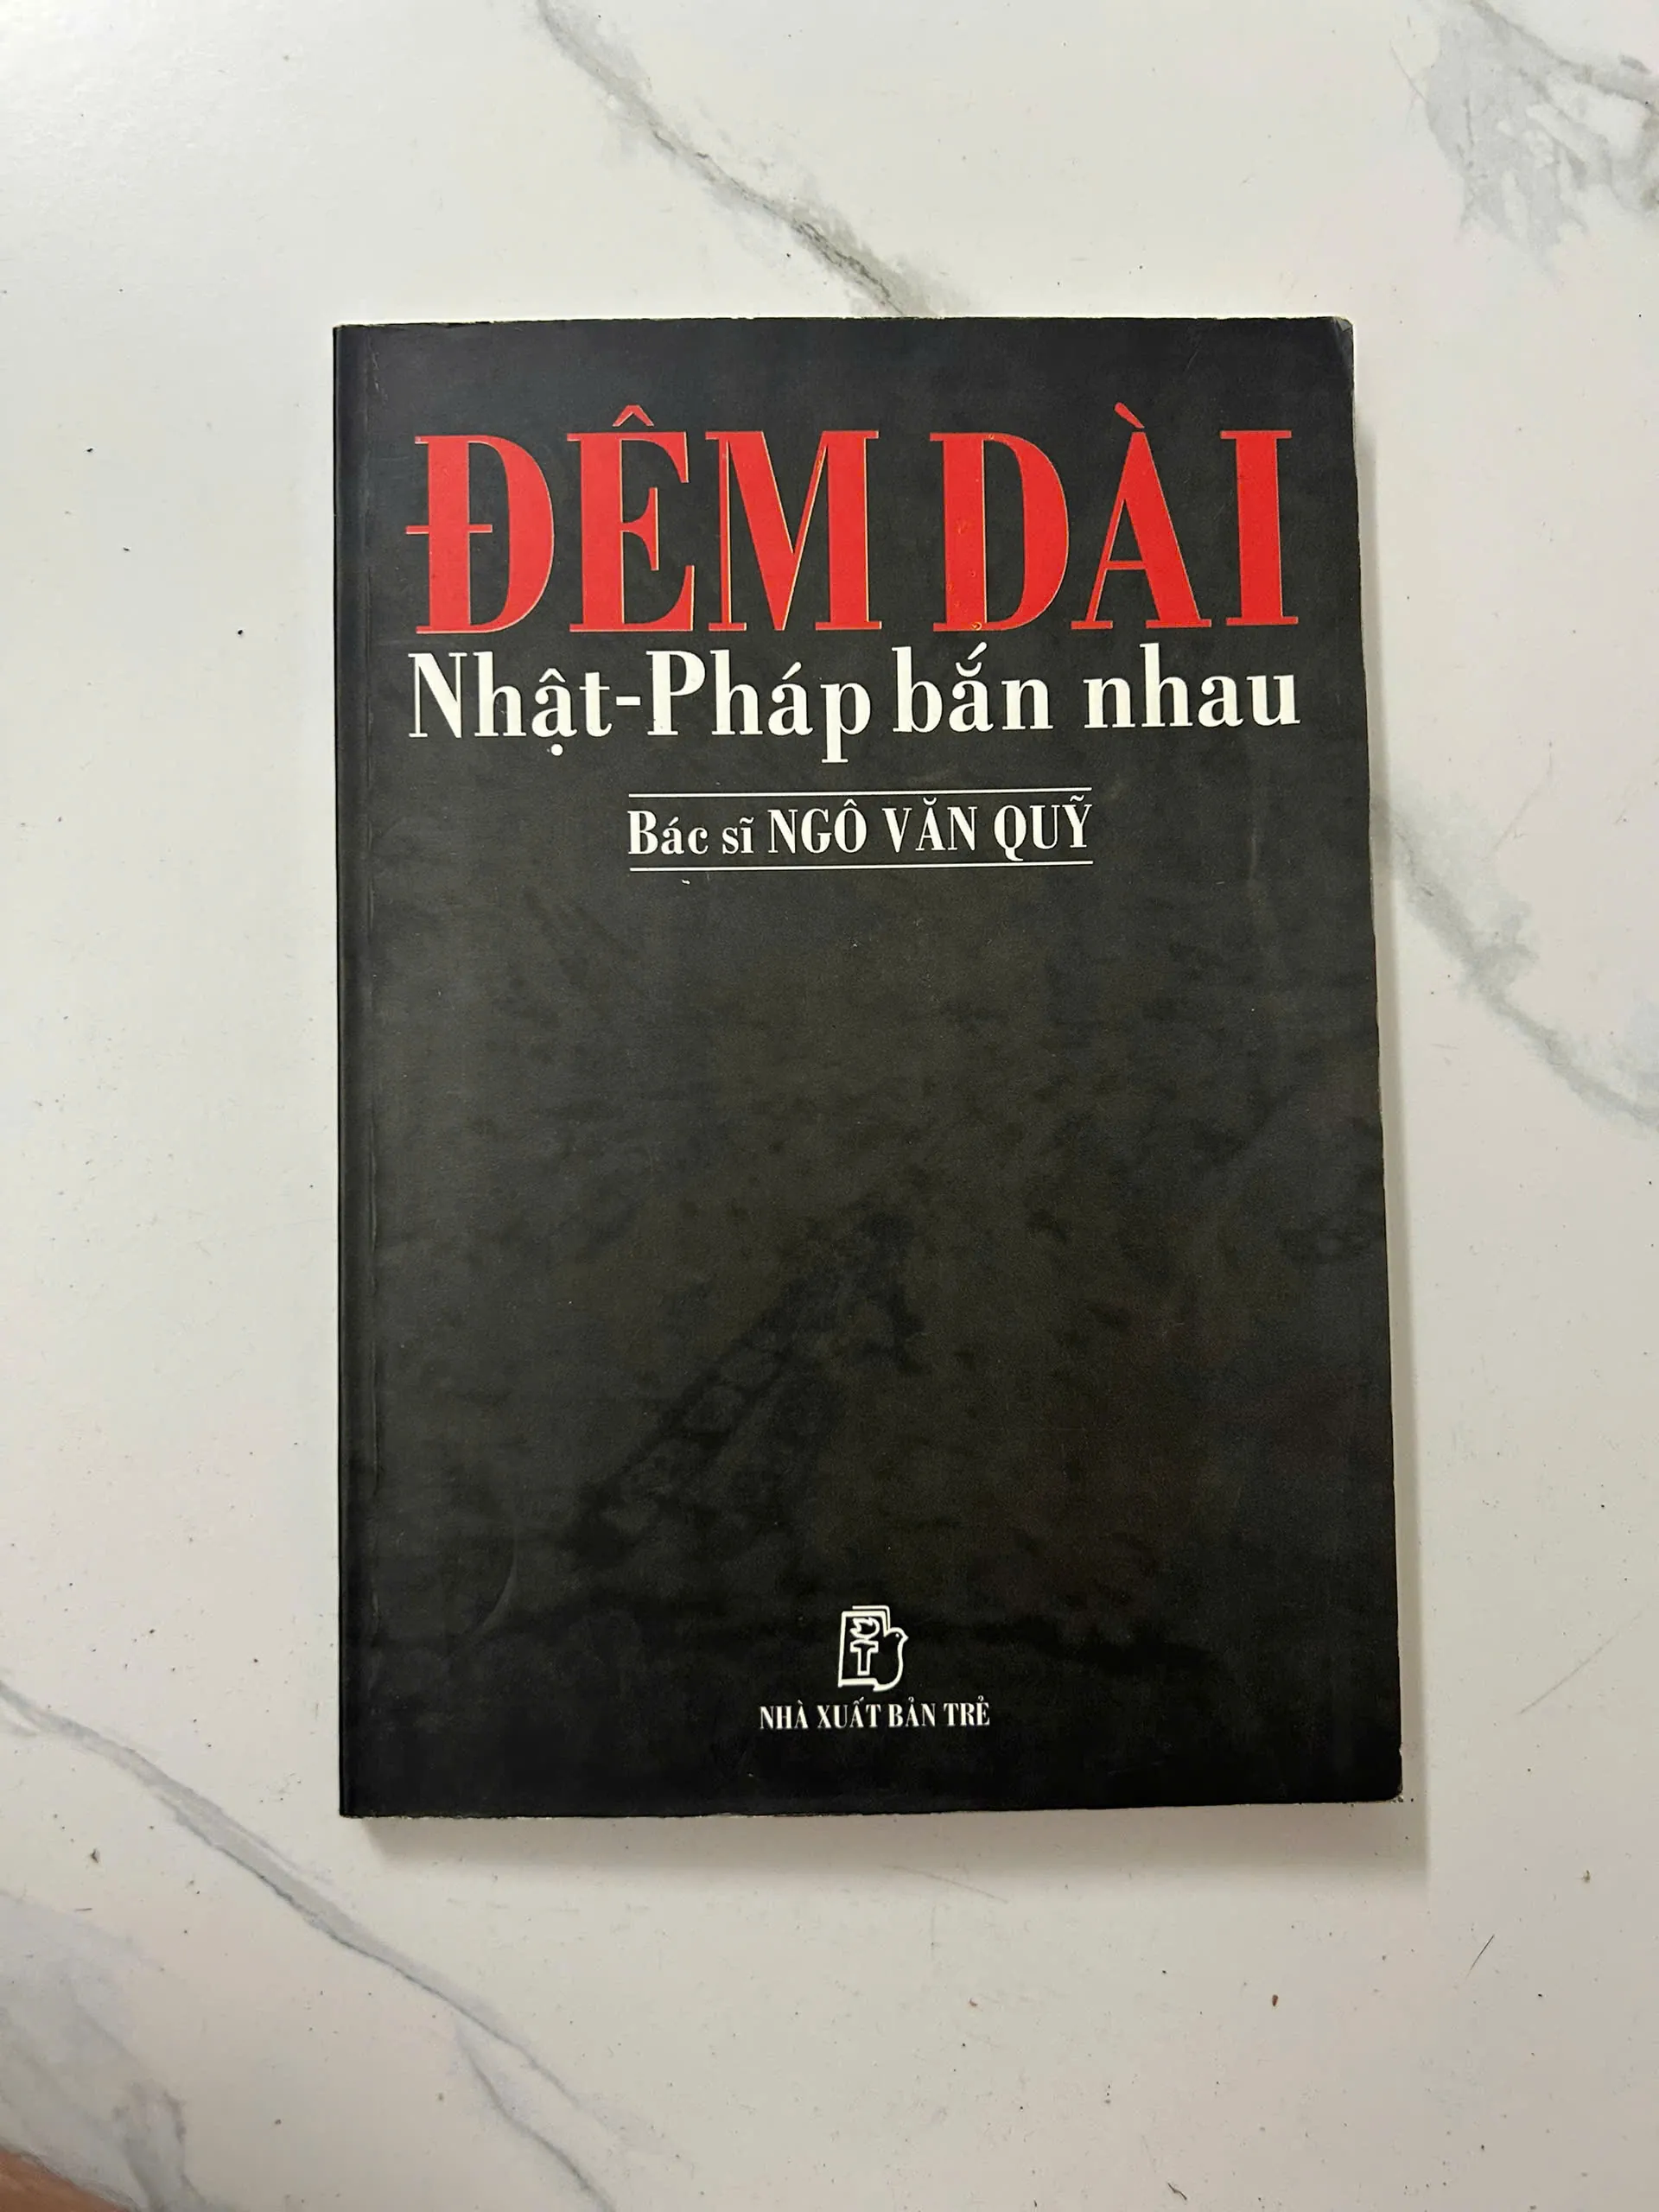 ĐÊM DÀI
Nhật-Pháp bắn nhau
Bác sĩ NGÔ VĂN QUỸ
NHÀ XUẤT BẢN TRẺ